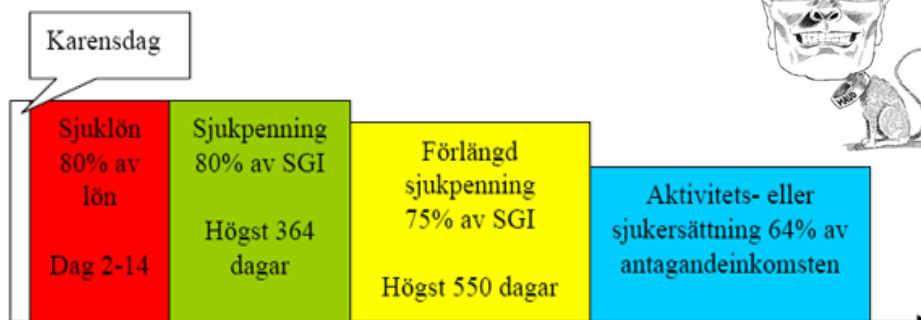 Karensdag
Sjuklön
80% av
lön
Dag 2-14
Sjukpenning
80% av SGI
Högst 364
dagar
Förlängd
sjukpenning
75% av SGI
Högst 550 dagar
Aktivitets- eller
sjukersättning 64% av
antagandeinkomsten
MAUD